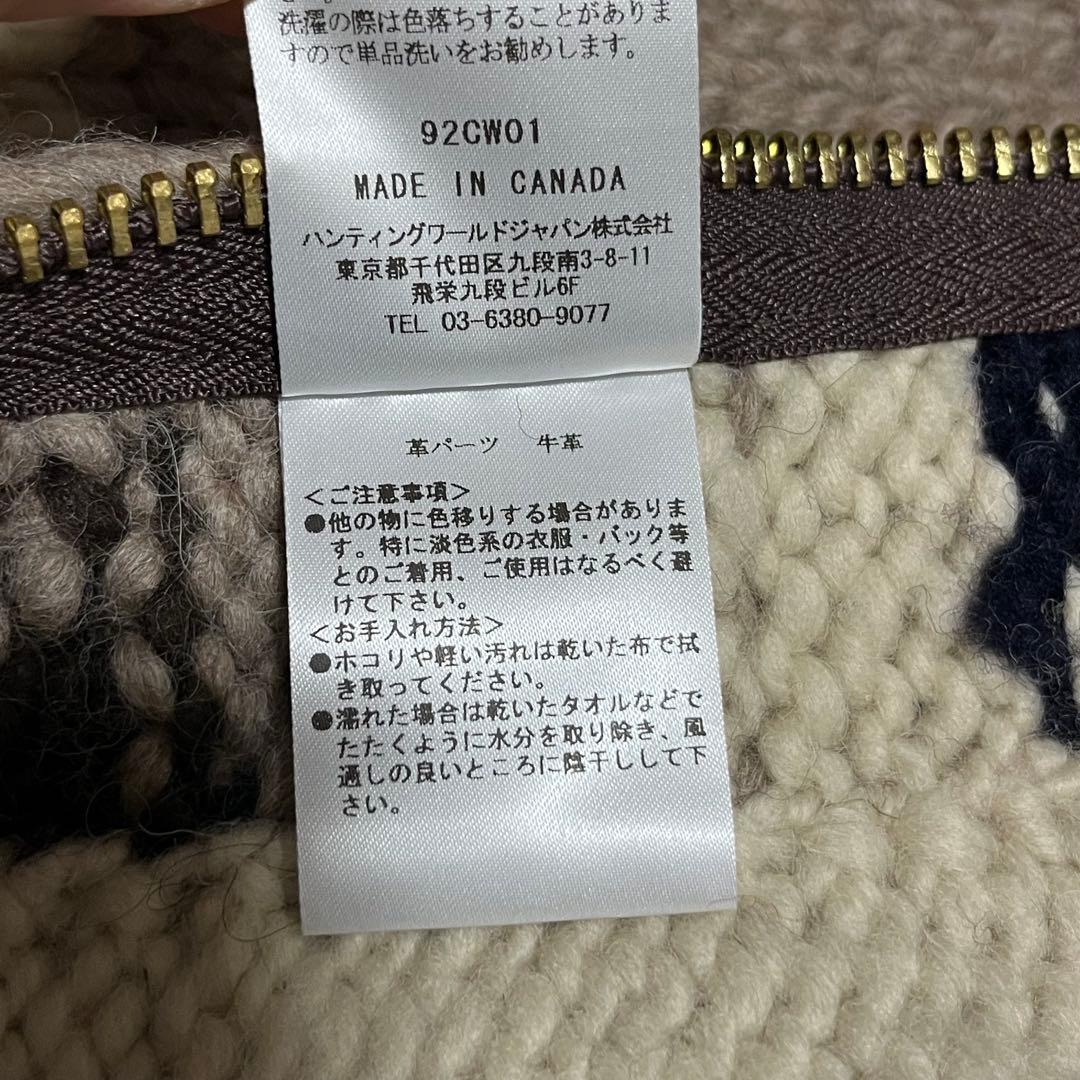 洗濯の際は色落ちすることがありま
すので単品洗いをお勧めします。
92CW01
MADE IN CANADA
ハンティングワールドジャパン株式会社
東京都千代田区九段南3-8-11
飛栄九段ビル6F
TEL 03-6380-9077
革パーツ 牛革
<ご注意事項>
●他の物に色移りする場合がありま
す。特に淡色系の衣服・バック等
とのご着用、ご使用はなるべく避
けて下さい。
<お手入れ方法>
●ホコリや軽い汚れは乾いた布で拭
き取ってください。
●濡れた場合は乾いたタオルなどで
たたくように水分を取り除き、風
通しの良いところに陰干しして下
さい。